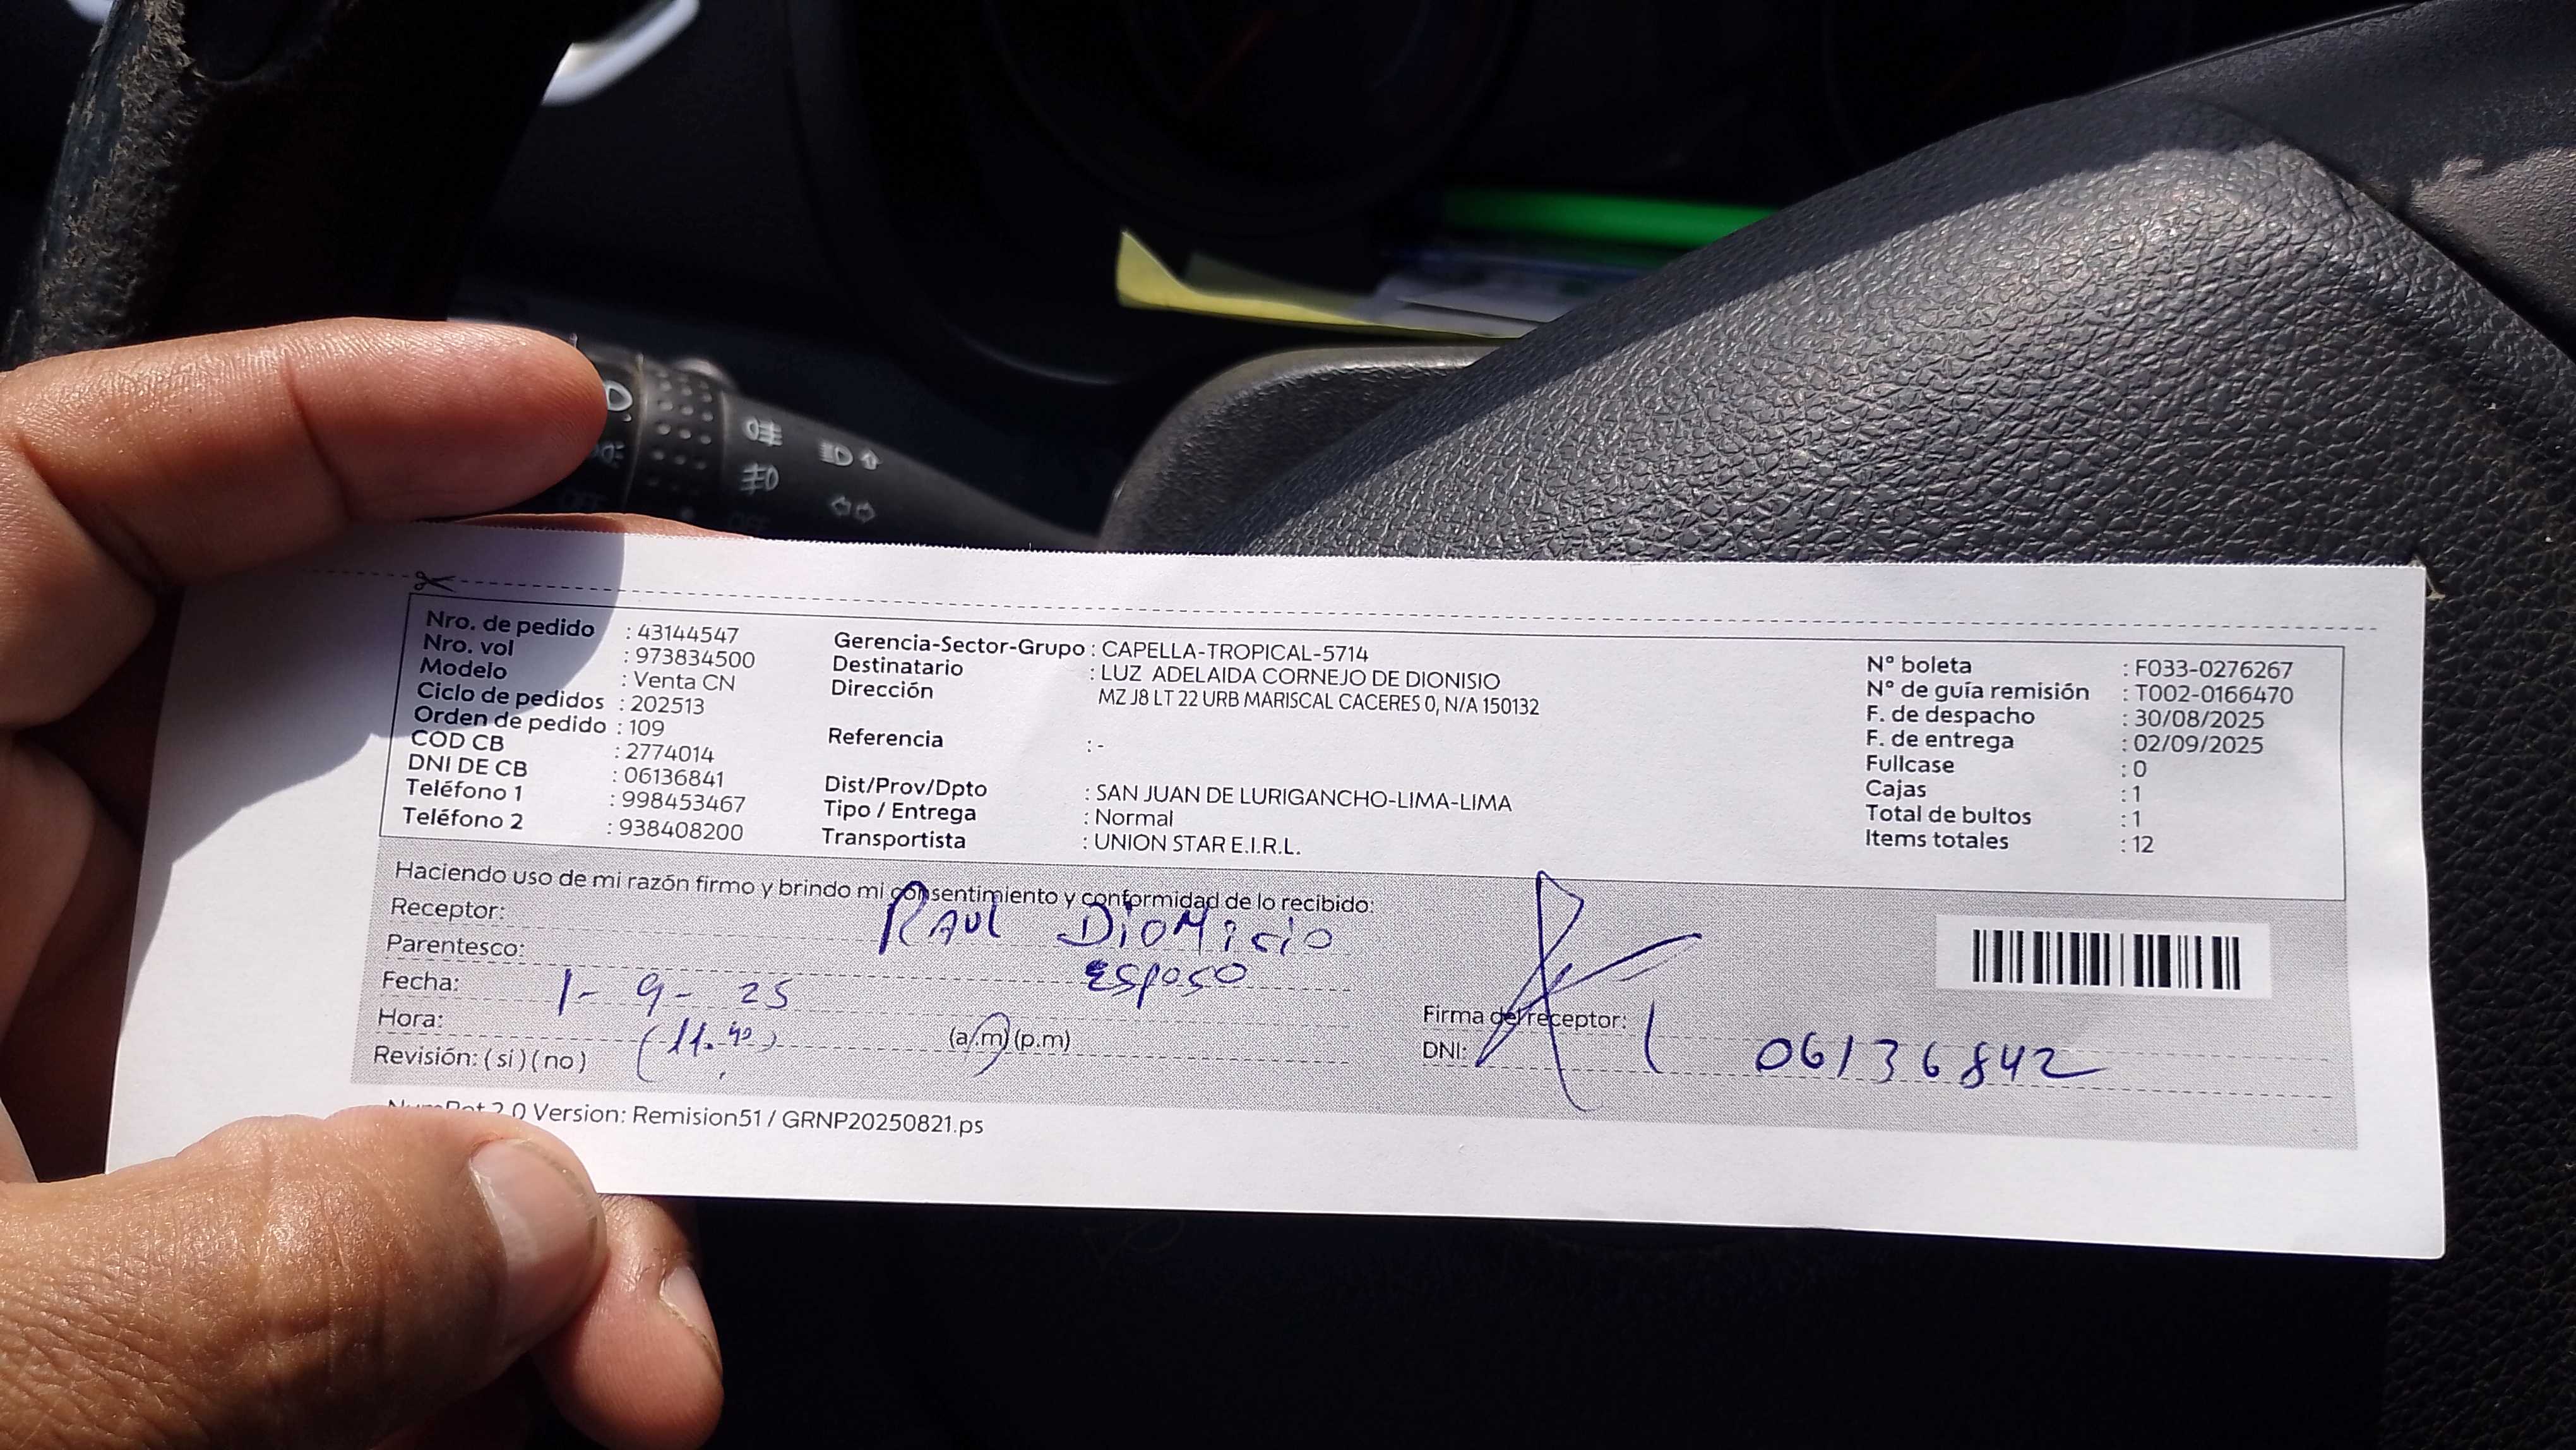 Nro. de pedido : 43144547
Nro. vol : 973834500
Modelo : Venta CN
Ciclo de pedidos : 202513
Orden de pedido : 109
COD CB : 2774014
DNI DE CB : 06136841
Teléfono 1 : 998453467
Teléfono 2 : 938408200
Gerencia-Sector-Grupo : CAPELLA-TROPICAL-5714
Destinatario : LUZ ADELAIDA CORNEJO DE DIONISIO
Dirección MZ J8 LT 22 URB MARISCAL CACERES 0, N/A 150132
Referencia : -
Dist/Prov/Dpto : SAN JUAN DE LURIGANCHO-LIMA-LIMA
Tipo / Entrega : Normal
Transportista : UNION STAR E.I.R.L.
N° boleta : F033-0276267
N° de guía remisión : T002-0166470
F. de despacho : 30/08/2025
F. de entrega : 02/09/2025
Fullcase : 0
Cajas : 1
Total de bultos : 1
Items totales : 12
Haciendo uso de mi razón firmo y brindo mi consentimiento y conformidad de lo recibido:
Receptor: RAUL DioNisio
Parentesco: Esposo
Fecha: 1- 9- 25
Hora: (11.40) (a.m) (p.m)
Revisión: ( si ) ( no )
Firma del receptor:
DNI: 06136842
2.0 Version: Remision51 / GRNP20250821.ps